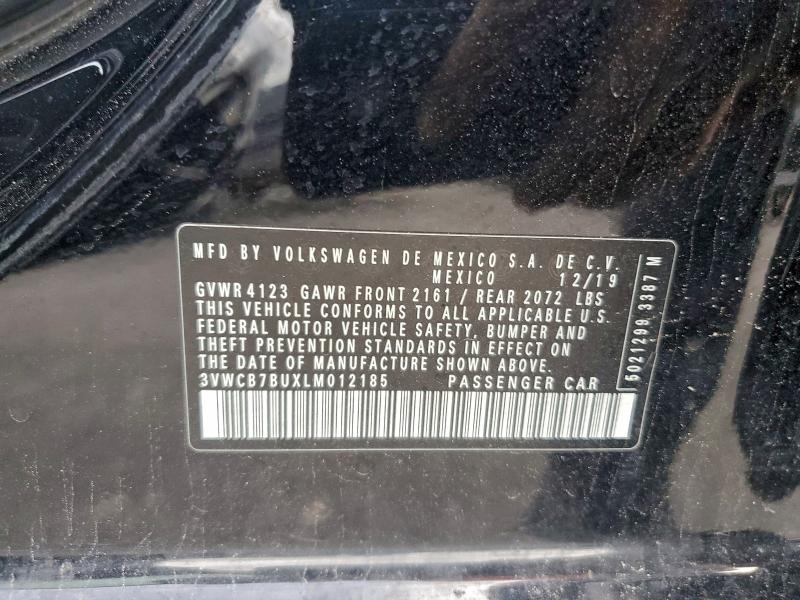 MFD BY VOLKSWAGEN DE MEXICO S.A. DE C.V.
MEXICO 12/19
GVWR 4123 GAWR FRONT 2161 / REAR 2072 LBS
THIS VEHICLE CONFORMS TO ALL APPLICABLE U.S.
FEDERAL MOTOR VEHICLE SAFETY, BUMPER AND
THEFT PREVENTION STANDARDS IN EFFECT ON
THE DATE OF MANUFACTURE SHOWN ABOVE.
3VWCB7BUXLM012185 PASSENGER CAR
5021299 3387 M